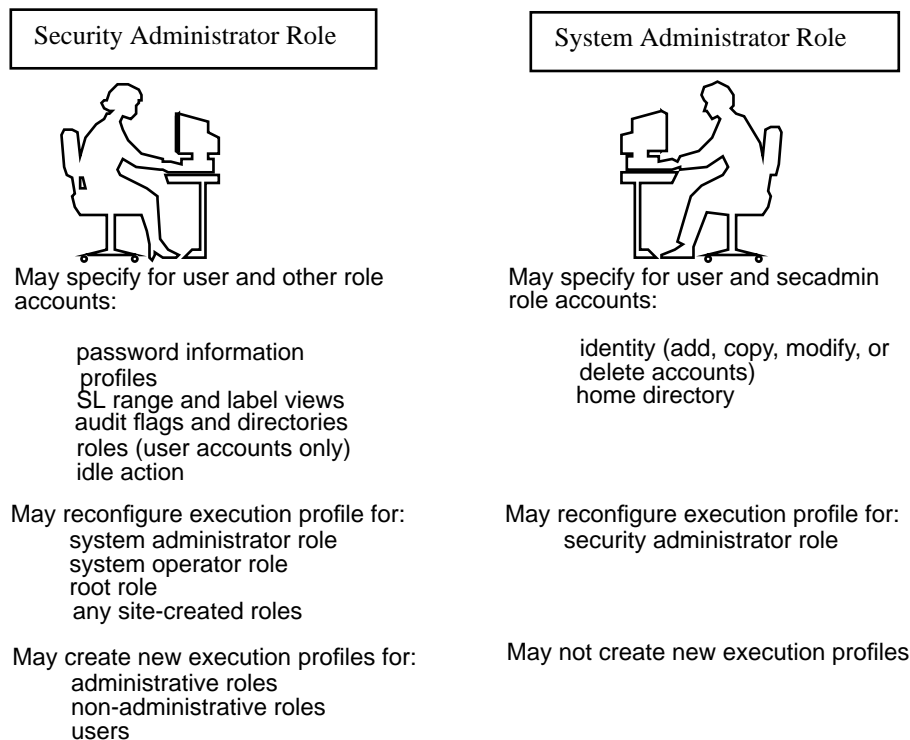 Security Administrator Role
May specify for user and other role
accounts:
password information
profiles
SL range and label views
audit flags and directories
roles (user accounts only)
idle action
May reconfigure execution profile for:
system administrator role
system operator role
root role
any site-created roles
May create new execution profiles for:
administrative roles
non-administrative roles
users
System Administrator Role
May specify for user and secadmin
role accounts:
identity (add, copy, modify, or
delete accounts)
home directory
May reconfigure execution profile for:
security administrator role
May not create new execution profiles